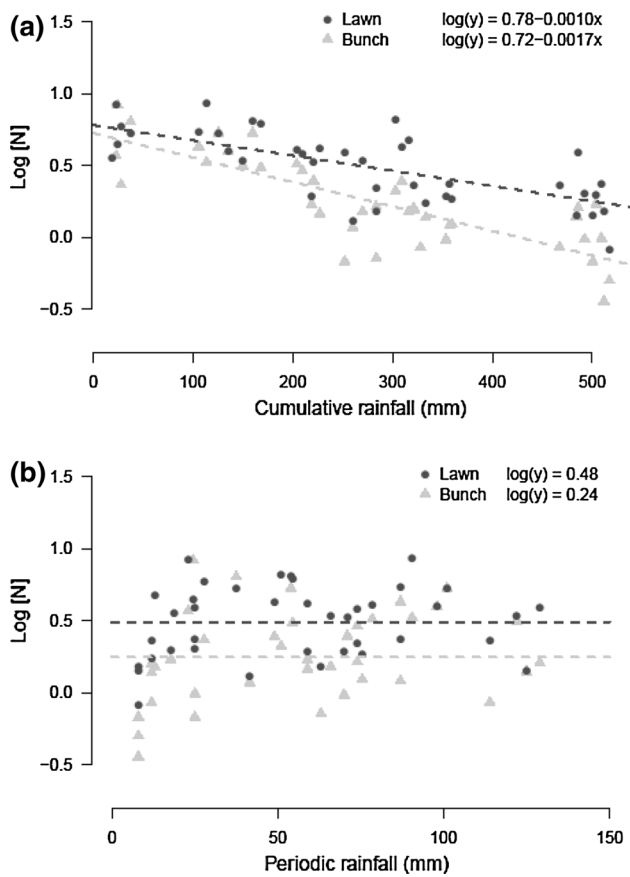 (a)
Lawn log(y) = 0.78−0.0010x
Bunch log(y) = 0.72−0.0017x
Log [N]
1.5
1.0
0.5
0.0
−0.5
0 100 200 300 400 500
Cumulative rainfall (mm)
(b)
Lawn log(y) = 0.48
Bunch log(y) = 0.24
Log [N]
1.5
1.0
0.5
0.0
−0.5
0 50 100 150
Periodic rainfall (mm)